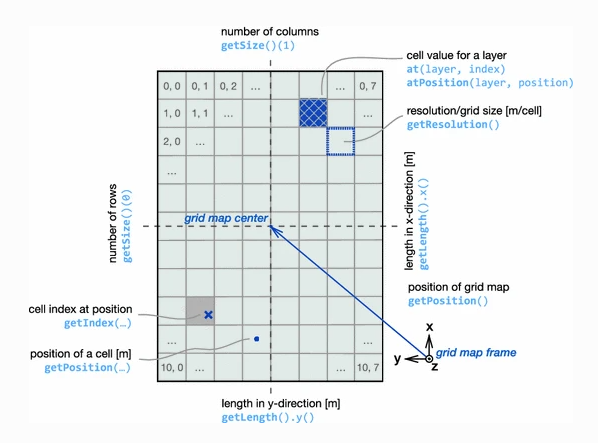 number of columns
getSize()(1)
cell value for a layer
at(layer, index)
atPosition(layer, position)
0, 0
0, 1
0, 2
...
...
0, 7
1, 0
1, 1
...
...
resolution/grid size [m/cell]
getResolution()
2, 0
...
...
number of rows
getSize()(0)
grid map center
length in x-direction [m]
getLength().x()
position of grid map
getPosition()
cell index at position
getIndex(…)
x
y
z
grid map frame
position of a cell [m]
getPosition(…)
...
...
...
10, 0
...
...
10, 7
length in y-direction [m]
getLength().y()